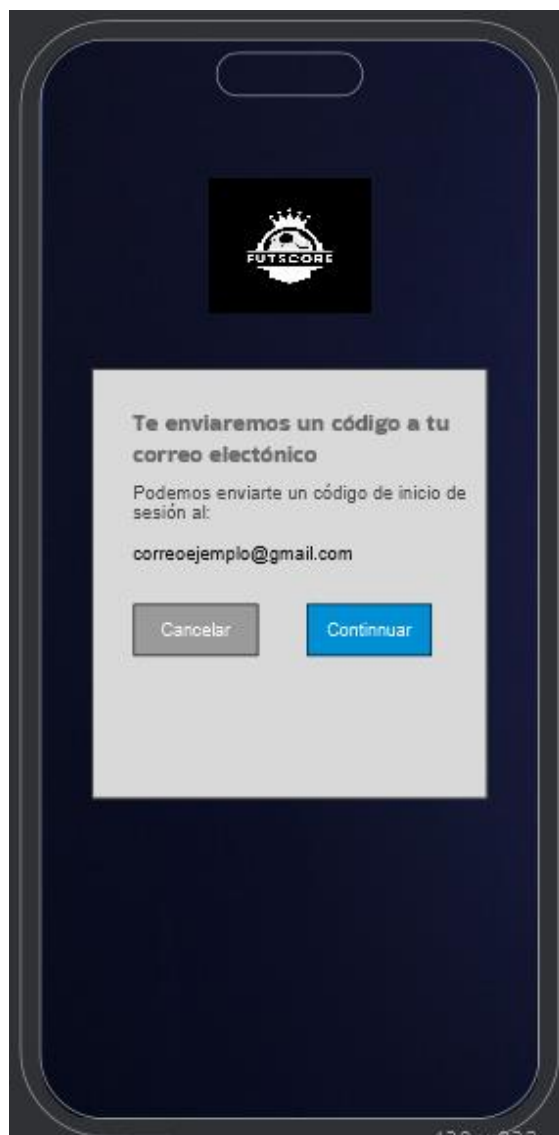 FUTSCORE
Te enviaremos un código a tu
correo electónico
Podemos enviarte un código de inicio de
sesión al:
correoejemplo@gmail.com
Cancelar
Continnuar